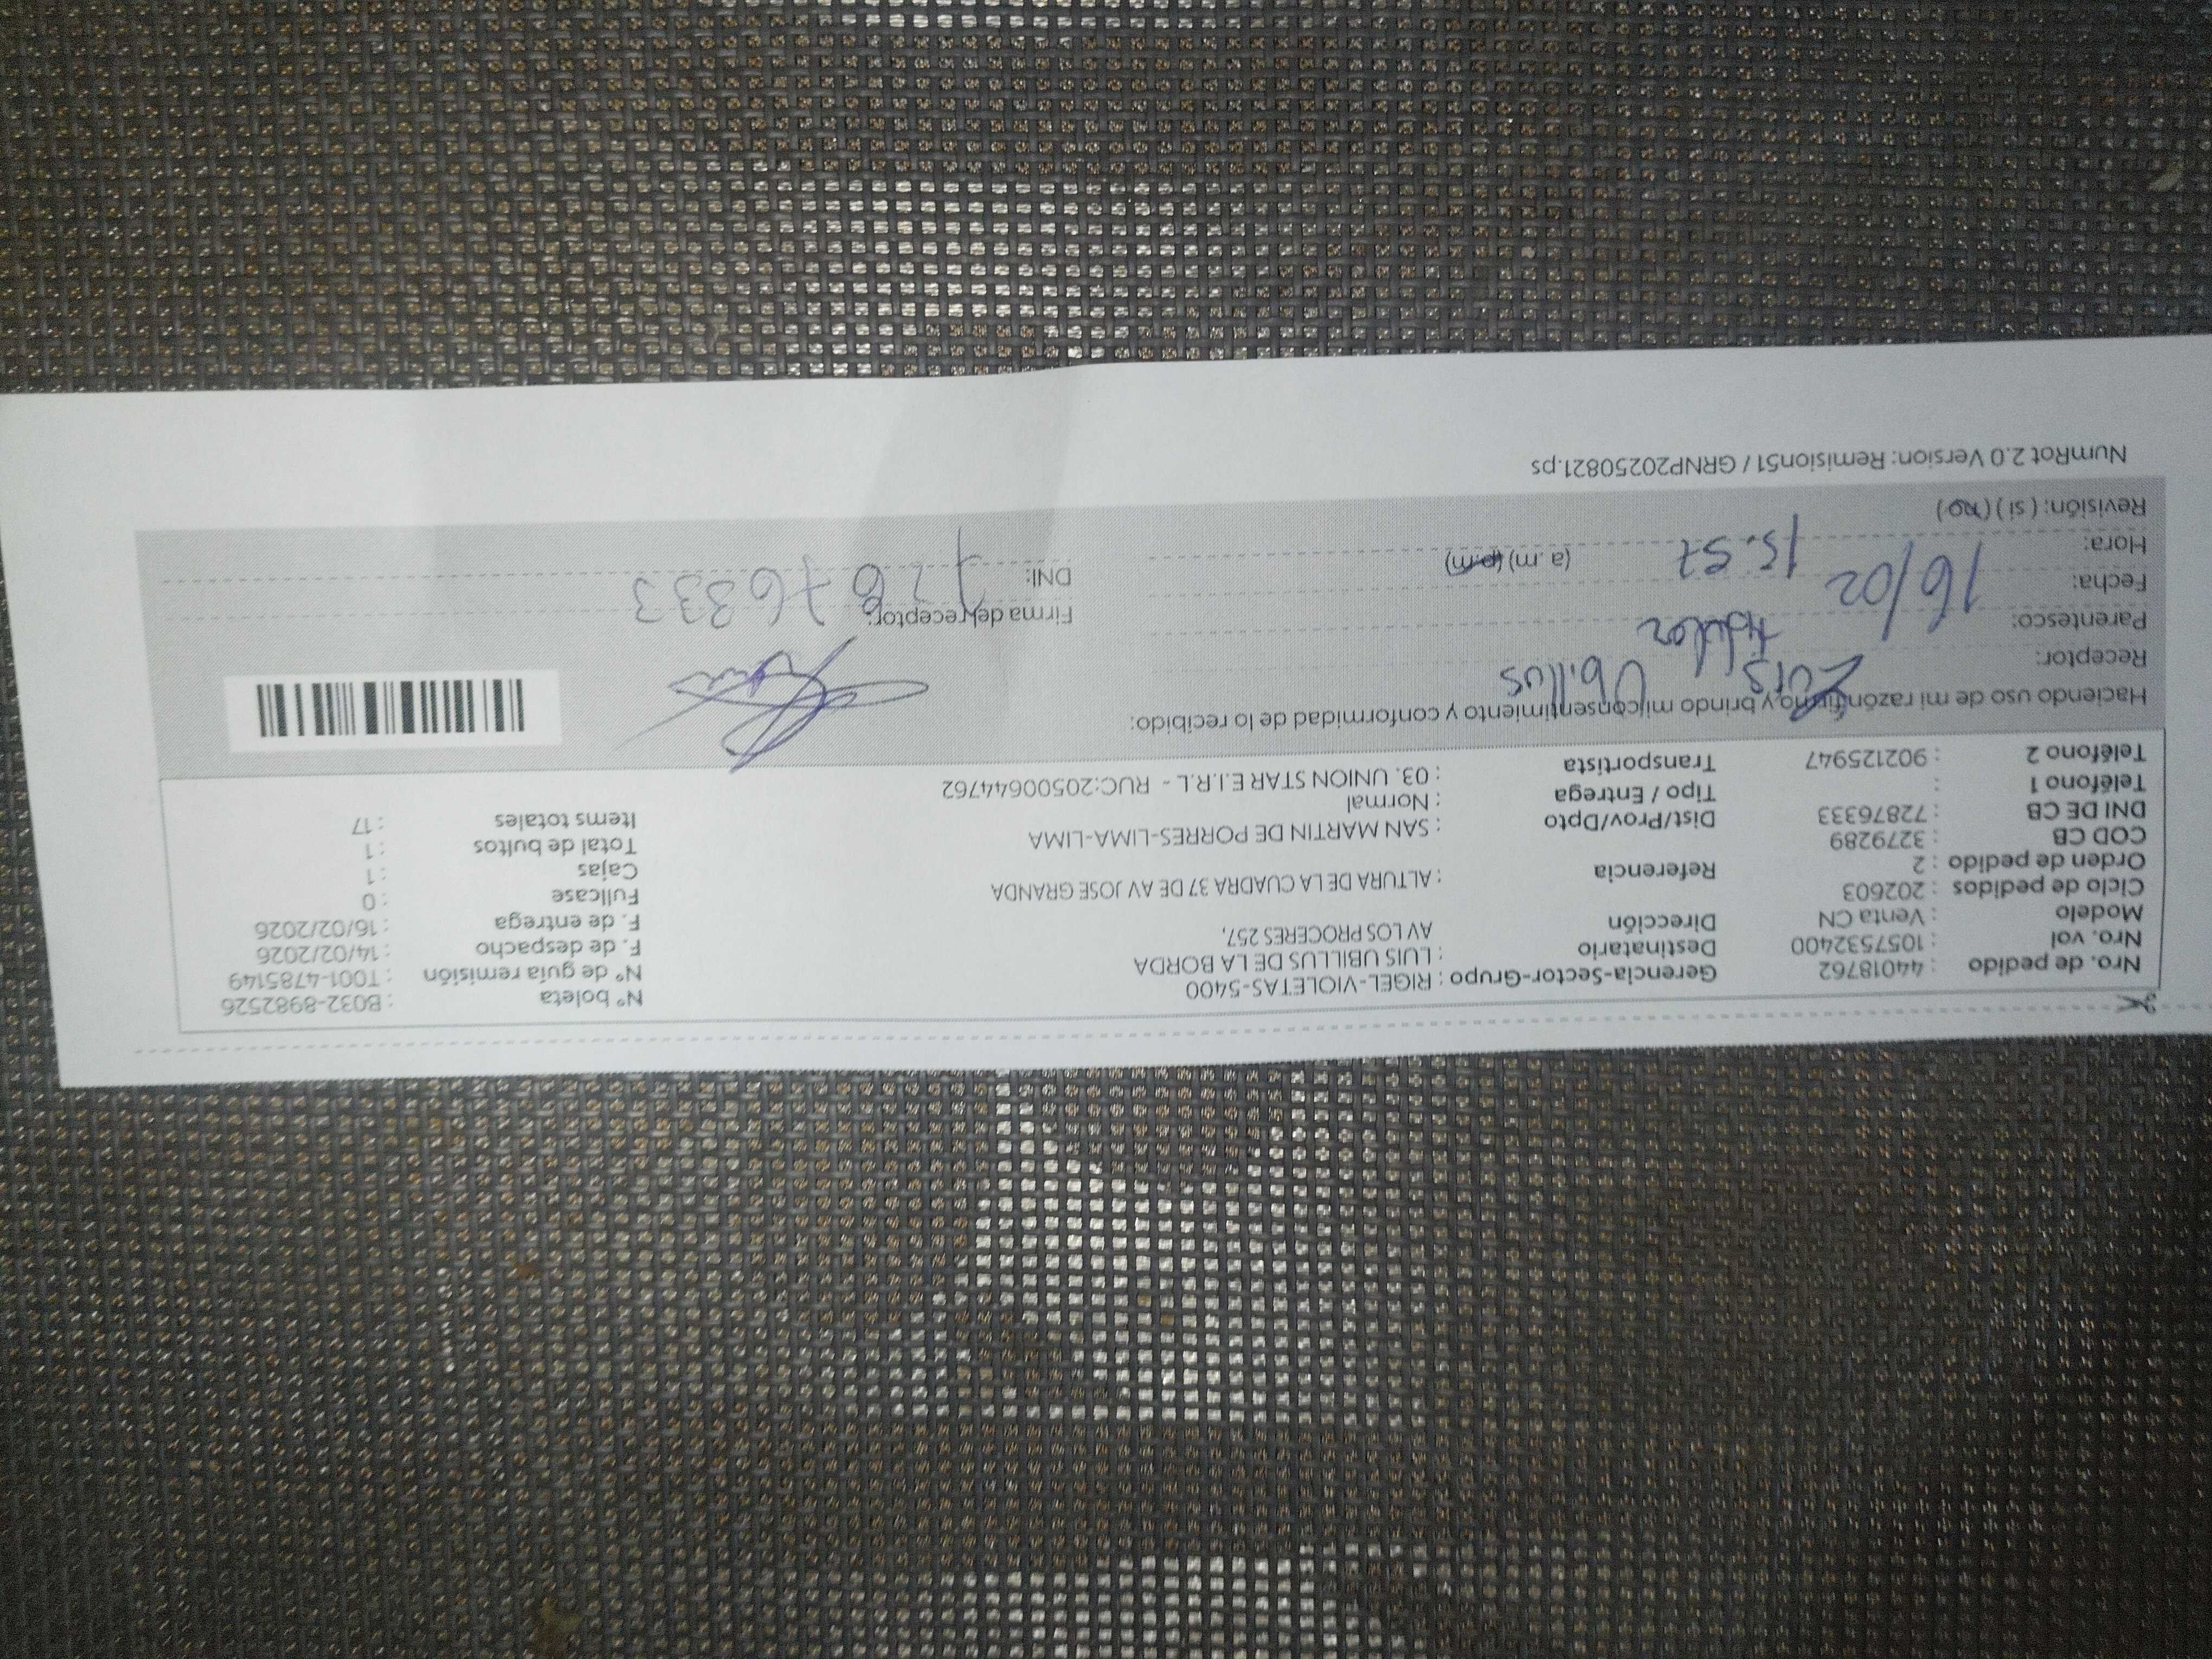 Nro. de pedido : 44018762
Nro. vol : 1057532400
Modelo : Venta CN
Ciclo de pedidos : 202603
Orden de pedido : 2
COD CB : 3279289
DNI DE CB : 72876333
Teléfono 1 :
Teléfono 2 : 902125947
Gerencia-Sector-Grupo : RIGEL-VIOLETAS-5400
Destinatario : LUIS UBILLUS DE LA BORDA
Dirección AV LOS PROCERES 257,
Referencia : ALTURA DE LA CUADRA 37 DE AV JOSE GRANDA
Dist/Prov/Dpto : SAN MARTIN DE PORRES-LIMA-LIMA
Tipo / Entrega : Normal
Transportista : 03. UNION STAR E.I.R.L - RUC:20500644762
N° boleta : B032-8982526
N° de guía remisión : T001-4785149
F. de despacho : 14/02/2026
F. de entrega : 16/02/2026
Fullcase : 0
Cajas : 1
Total de bultos : 1
Items totales : 17
Haciendo uso de mi razón firmo y brindo mi consentimiento y conformidad de lo recibido:
Receptor: Luis Ubillus
Parentesco: titular
Fecha: 16/02
Hora: 15.57 (a.m) (p.m)
Revisión: (si) (no)
Firma del receptor:
DNI: 72876333
NumRot 2.0 Version: Remision51 / GRNP20250821.ps